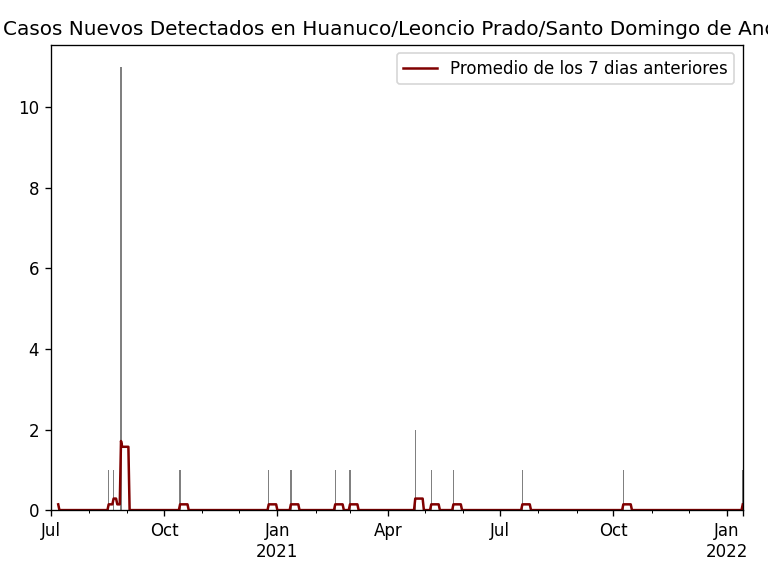 Casos Nuevos Detectados en Huanuco/Leoncio Prado/Santo Domingo de
Promedio de los 7 dias anteriores
10
8
6
4
2
0
Jul Oct Jan Apr Jul Oct Jan
2021 2022